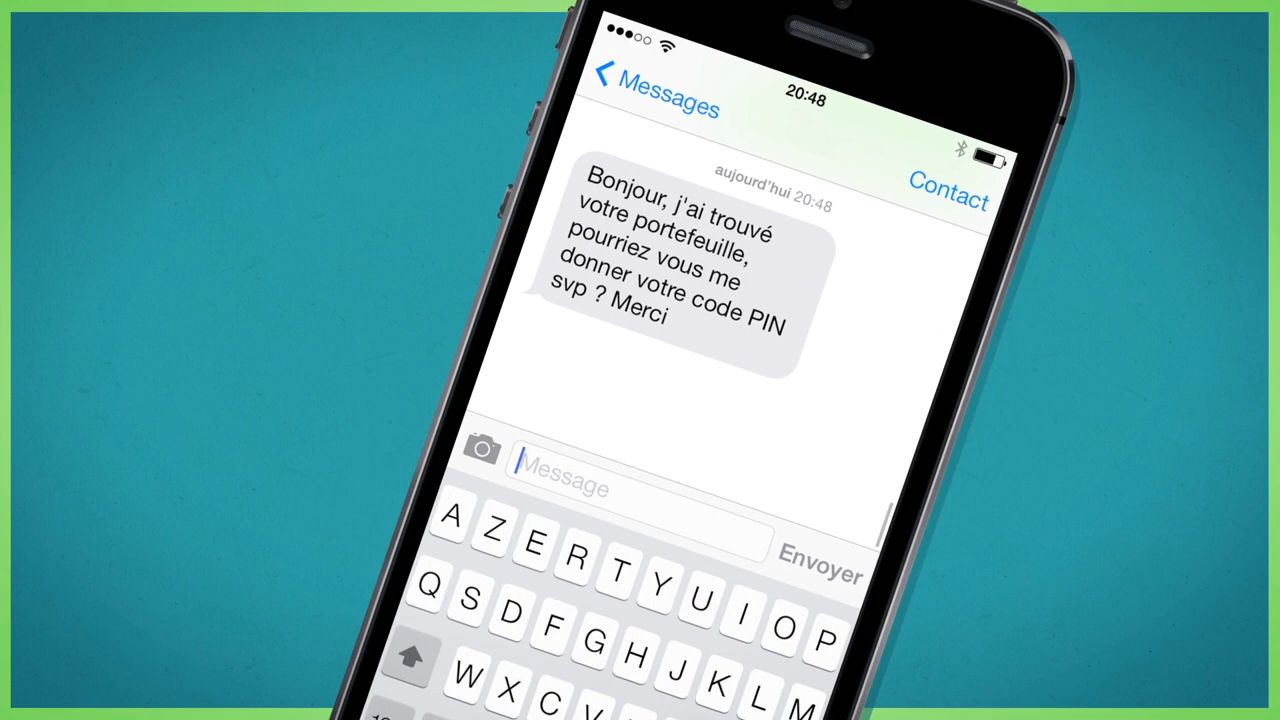 20:48
Messages
Contact
aujourd'hui 20:48
Bonjour, j'ai trouvé
votre portefeuille,
pourriez vous me
donner votre code PIN
svp ? Merci
Message
Envoyer
A Z E R T Y U I O P
Q S D F G H J K L M
W X C V